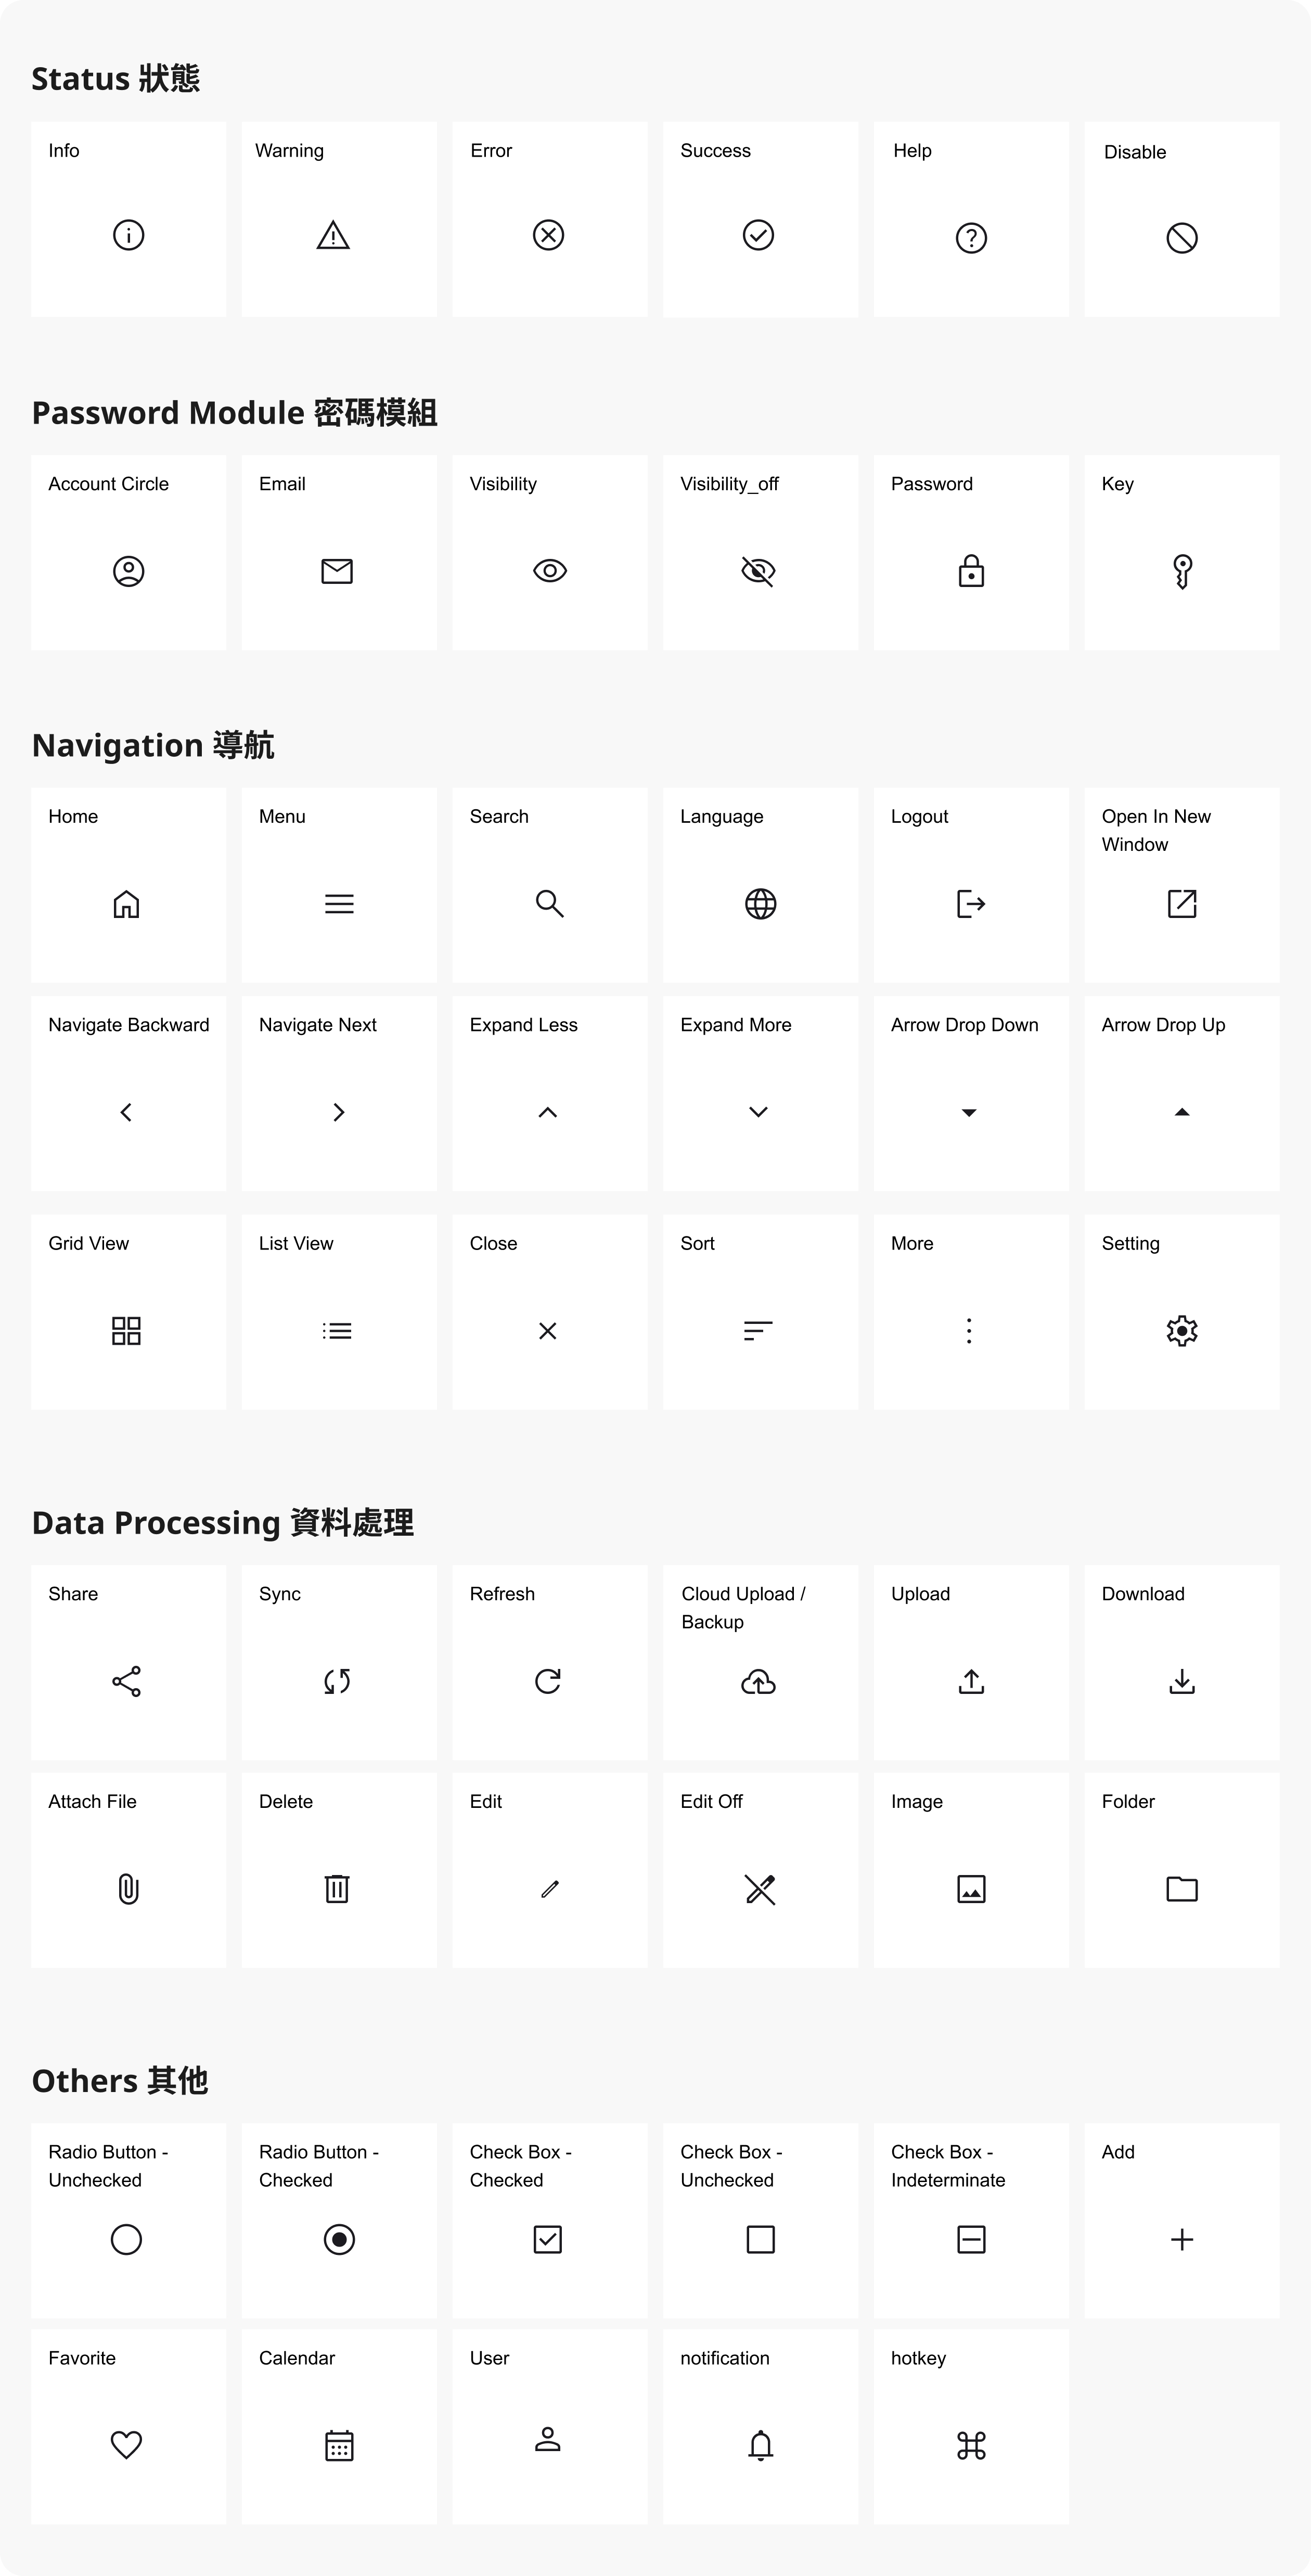 Status 狀態
Info
Warning
Error
Success
Help
Disable
Password Module 密碼模組
Account Circle
Email
Visibility
Visibility_off
Password
Key
Navigation 導航
Home
Menu
Search
Language
Logout
Open In New
Window
Navigate Backward
Navigate Next
Expand Less
Expand More
Arrow Drop Down
Arrow Drop Up
Grid View
List View
Close
Sort
More
Setting
Data Processing 資料處理
Share
Sync
Refresh
Cloud Upload /
Backup
Upload
Download
Attach File
Delete
Edit
Edit Off
Image
Folder
Others 其他
Radio Button -
Unchecked
Radio Button -
Checked
Check Box -
Checked
Check Box -
Unchecked
Check Box -
Indeterminate
Add
Favorite
Calendar
User
notification
hotkey